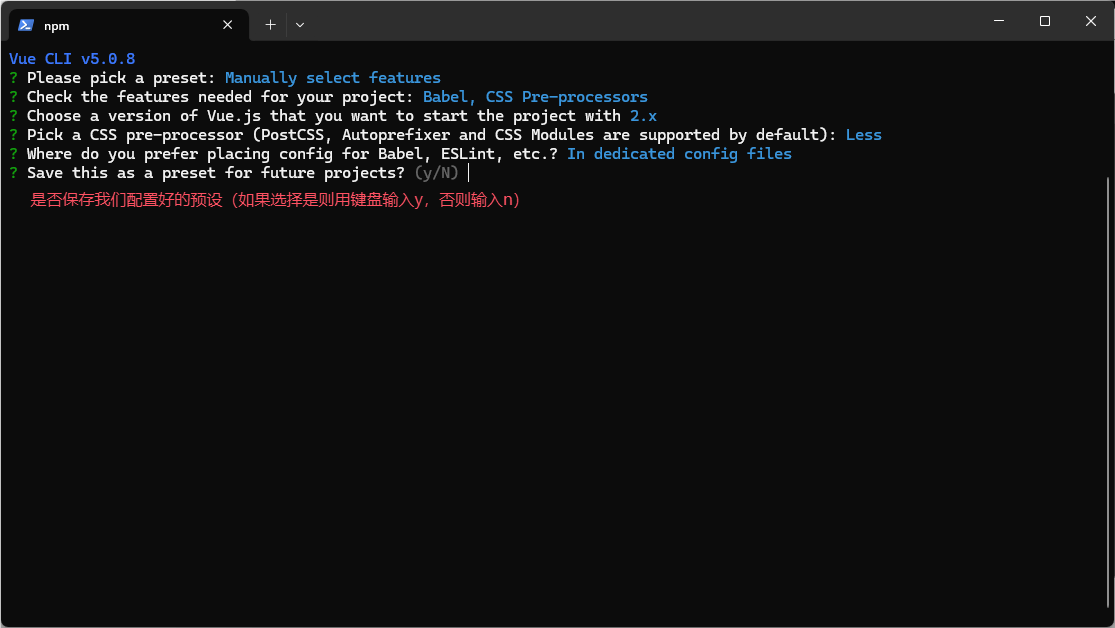 npm
Vue CLI v5.0.8
? Please pick a preset: Manually select features
? Check the features needed for your project: Babel, CSS Pre-processors
? Choose a version of Vue.js that you want to start the project with 2.x
? Pick a CSS pre-processor (PostCSS, Autoprefixer and CSS Modules are supported by default): Less
? Where do you prefer placing config for Babel, ESLint, etc.? In dedicated config files
? Save this as a preset for future projects? (y/N)
是否保存我们配置好的预设（如果选择是则用键盘输入y，否则输入n）